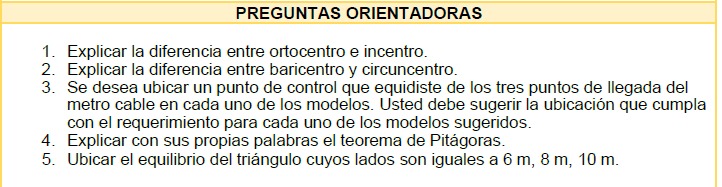 PREGUNTAS ORIENTADORAS
1. Explicar la diferencia entre ortocentro e incentro.
2. Explicar la diferencia entre baricentro y circuncentro.
3. Se desea ubicar un punto de control que equidiste de los tres puntos de llegada del
metro cable en cada uno de los modelos. Usted debe sugerir la ubicación que cumpla
con el requerimiento para cada uno de los modelos sugeridos.
4. Explicar con sus propias palabras el teorema de Pitágoras.
5. Ubicar el equilibrio del triángulo cuyos lados son iguales a 6 m, 8 m, 10 m.